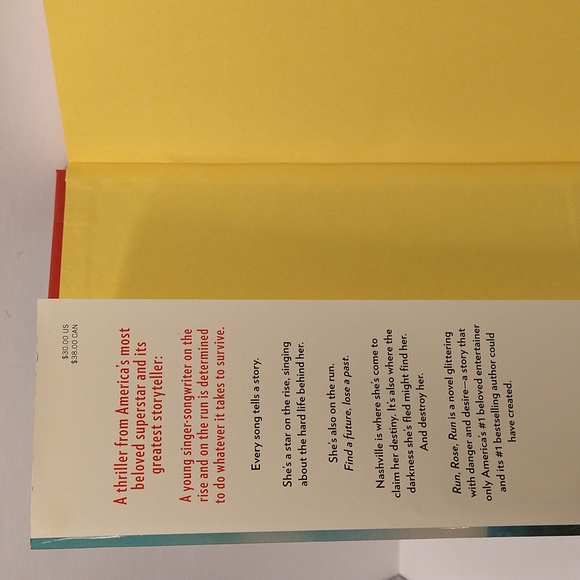 $30.00 US
$38.00 CAN
A thriller from America's most
beloved superstar and its
greatest storyteller:
A young singer-songwriter on the
rise and on the run is determined
to do whatever it takes to survive.
Every song tells a story.
She's a star on the rise, singing
about the hard life behind her.
She's also on the run.
Find a future, lose a past.
Nashville is where she's come to
claim her destiny. It's also where the
darkness she's fled might find her.
And destroy her.
Run, Rose, Run is a novel glittering
with danger and desire—a story that
only America's #1 beloved entertainer
and its #1 bestselling author could
have created.